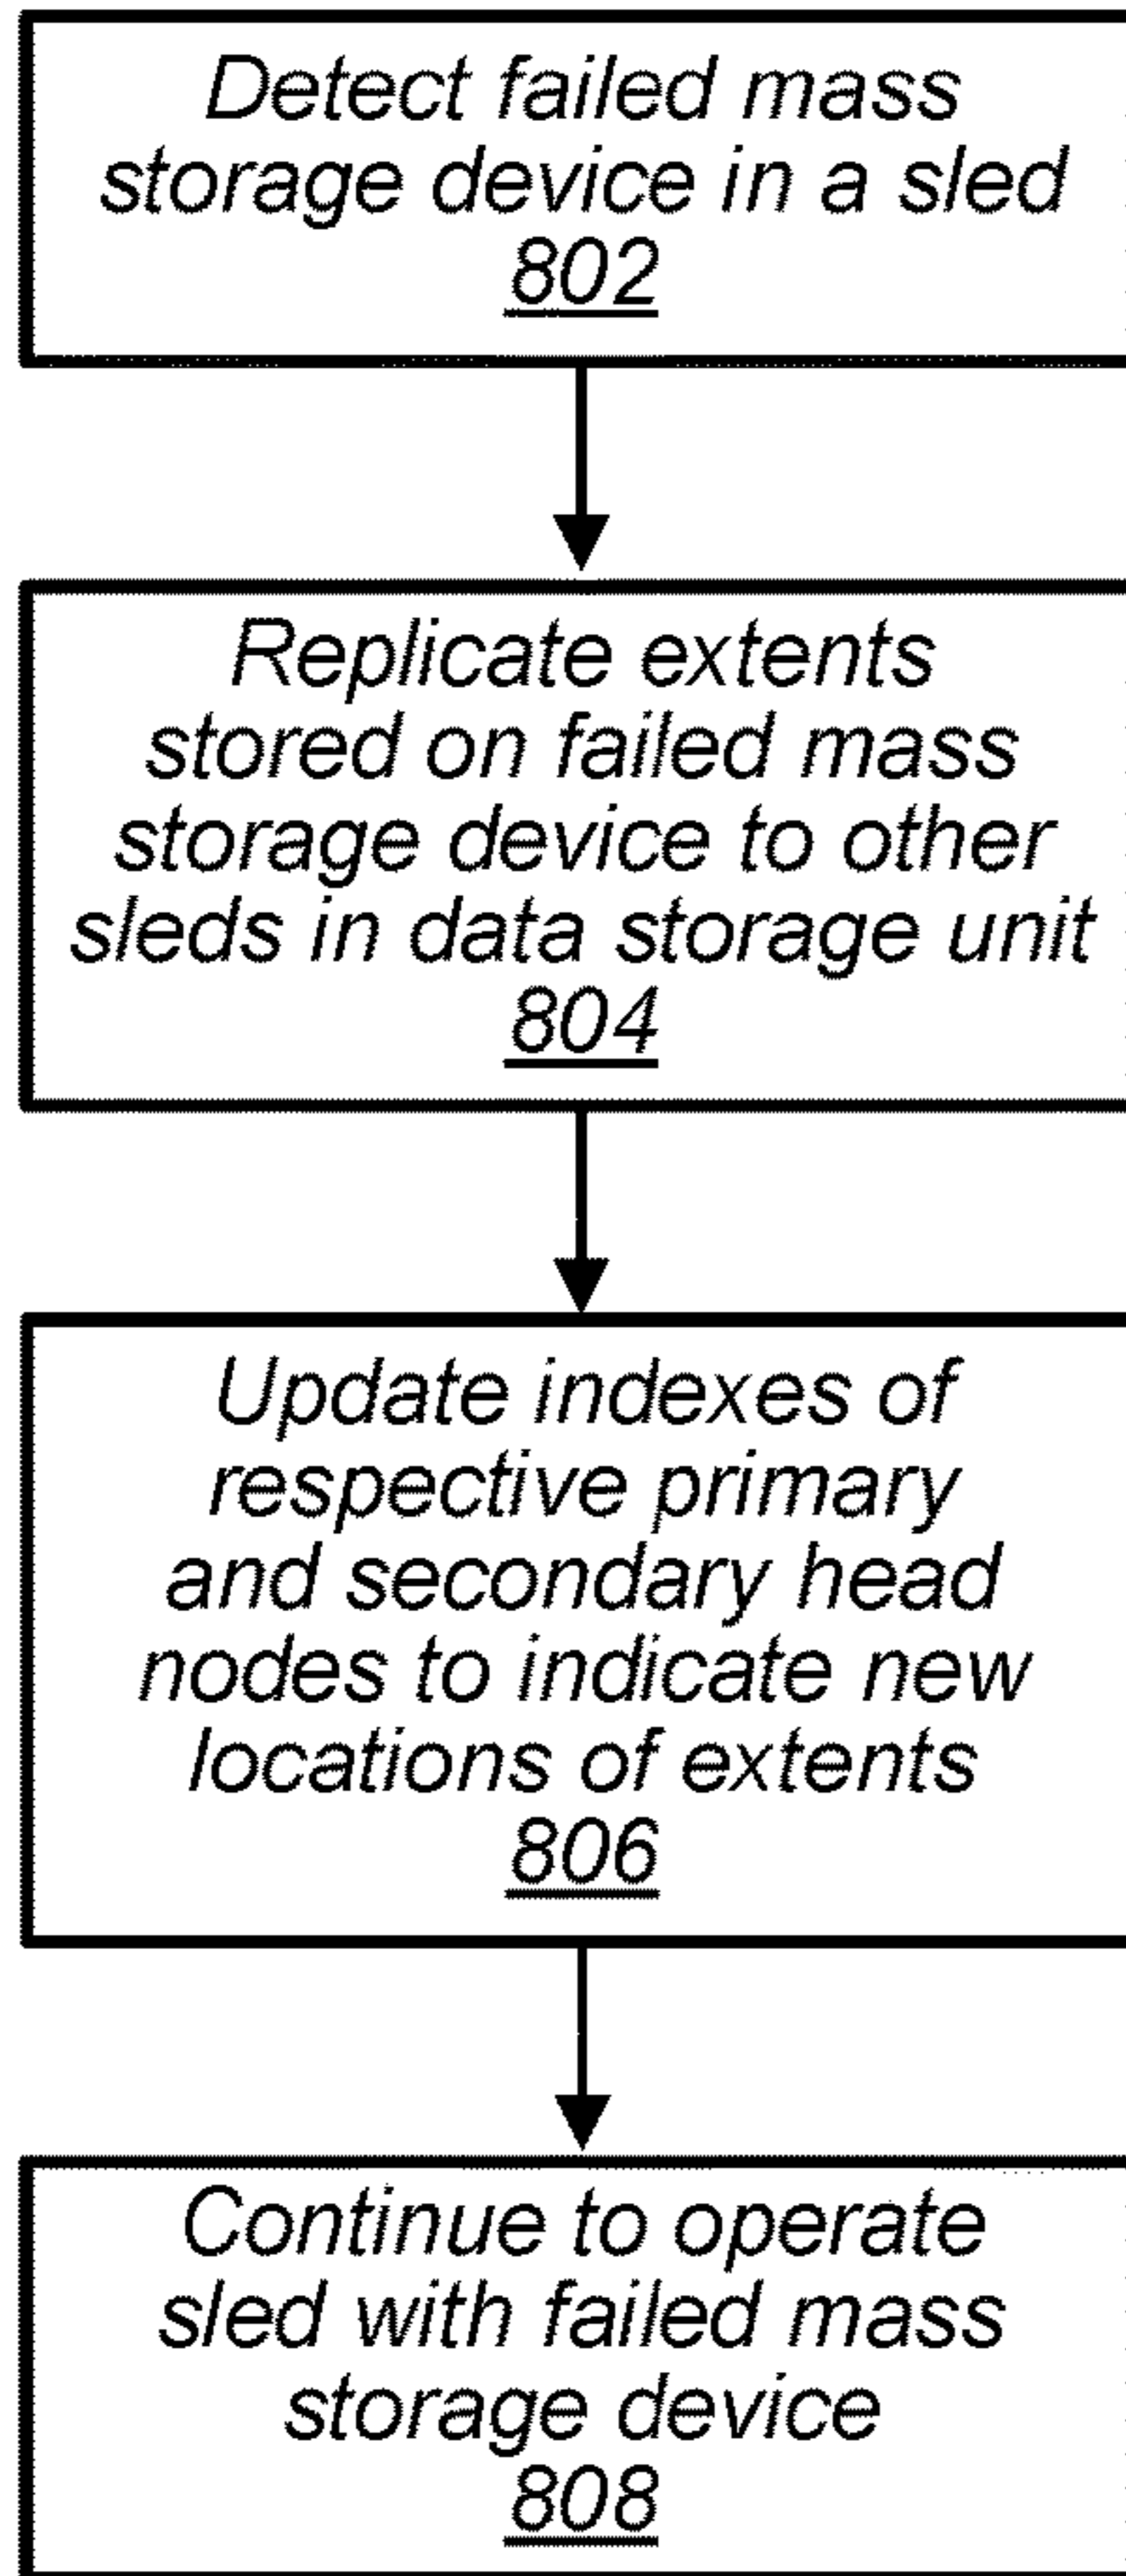 Detect failed mass
storage device in a sled
802
Replicate extents
stored on failed mass
storage device to other
sleds in data storage unit
804
Update indexes of
respective primary
and secondary head
nodes to indicate new
locations of extents
806
Continue to operate
sled with failed mass
storage device
808